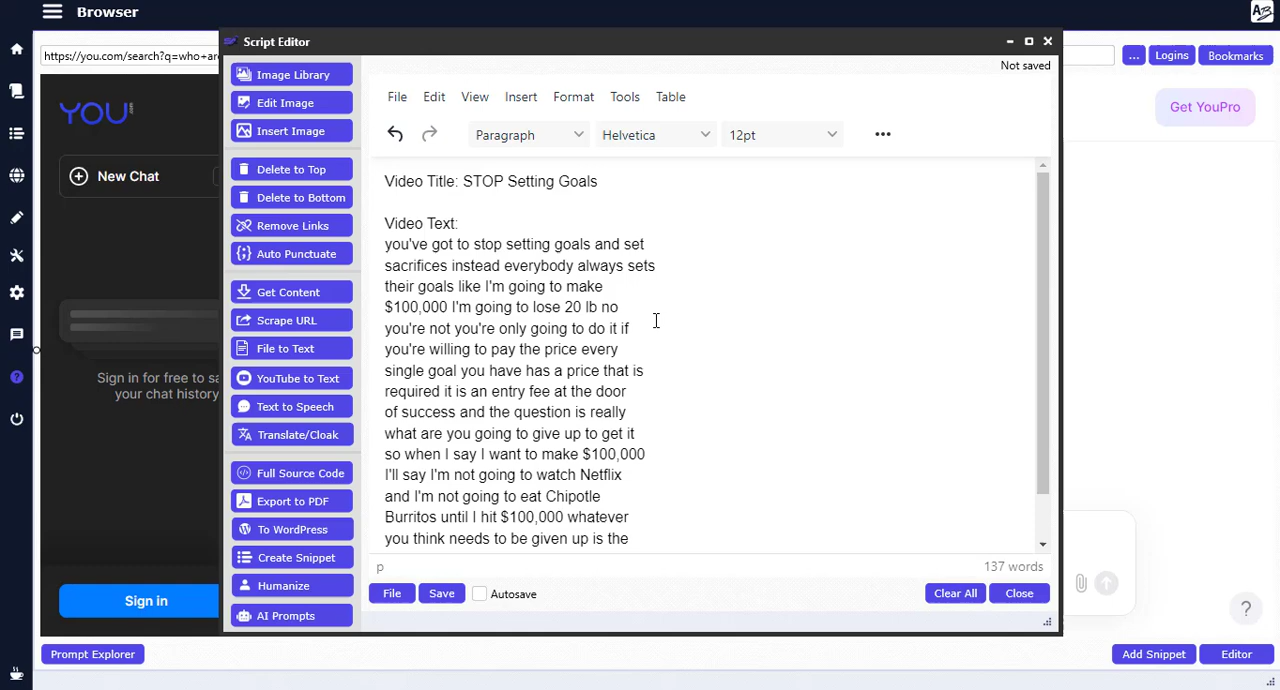 Browser
AB
https://you.com/search?q=who+are
...
Logins
Bookmarks
YOU.com
Get YouPro
New Chat
Sign in for free to sa
your chat history
Sign in
Prompt Explorer
Add Snippet
Editor
?
Script Editor
Not saved
Image Library
Edit Image
Insert Image
Delete to Top
Delete to Bottom
Remove Links
Auto Punctuate
Get Content
Scrape URL
File to Text
YouTube to Text
Text to Speech
Translate/Cloak
Full Source Code
Export to PDF
To WordPress
Create Snippet
Humanize
AI Prompts
File Edit View Insert Format Tools Table
Paragraph Helvetica 12pt
Video Title: STOP Setting Goals
Video Text:
you've got to stop setting goals and set
sacrifices instead everybody always sets
their goals like I'm going to make
$100,000 I'm going to lose 20 lb no
you're not you're only going to do it if
you're willing to pay the price every
single goal you have has a price that is
required it is an entry fee at the door
of success and the question is really
what are you going to give up to get it
so when I say I want to make $100,000
I'll say I'm not going to watch Netflix
and I'm not going to eat Chipotle
Burritos until I hit $100,000 whatever
you think needs to be given up is the
p
137 words
File
Save
Autosave
Clear All
Close